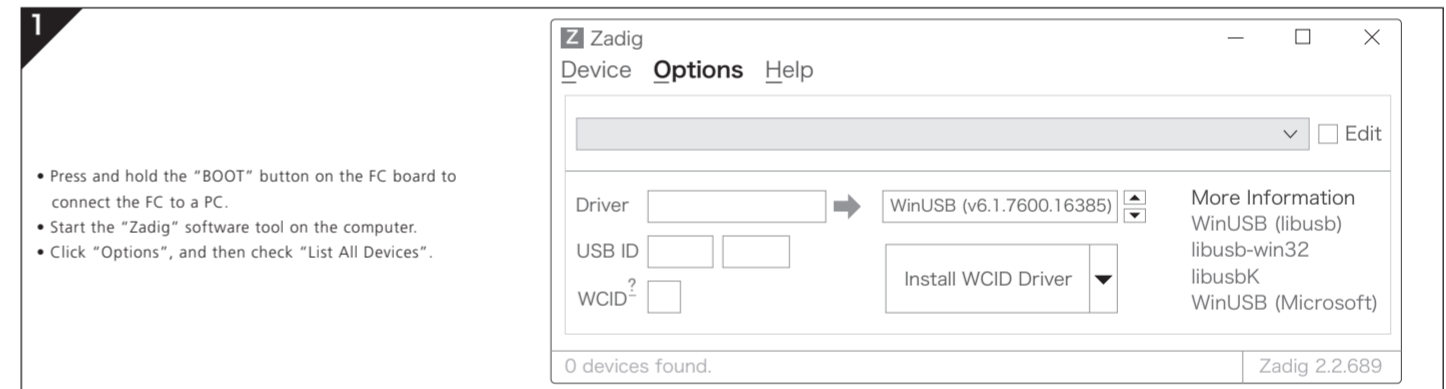 1
• Press and hold the “BOOT” button on the FC board to
connect the FC to a PC.
• Start the “Zadig” software tool on the computer.
• Click “Options”, and then check “List All Devices”.
Z Zadig
Device Options Help
Edit
Driver
WinUSB (v6.1.7600.16385)
USB ID
WCID?
Install WCID Driver
More Information
WinUSB (libusb)
libusb-win32
libusbK
WinUSB (Microsoft)
0 devices found.
Zadig 2.2.689